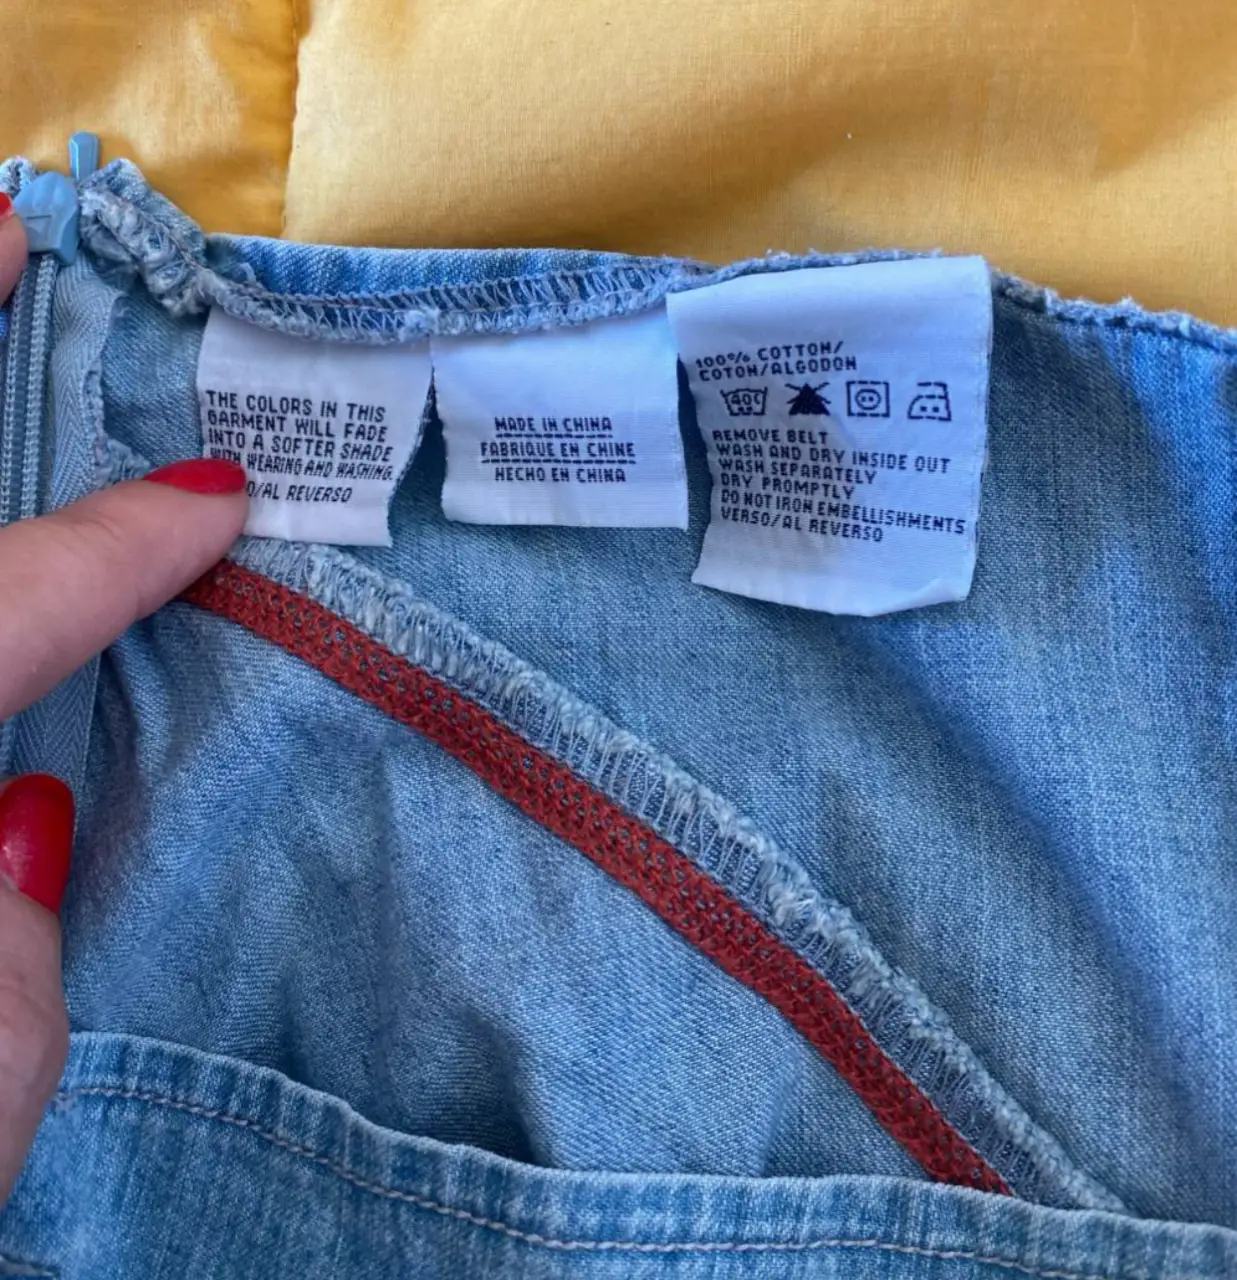 THE COLORS IN THIS
GARMENT WILL FADE
INTO A SOFTER SHADE
WITH WEARING AND WASHING.
O/AL REVERSO
MADE IN CHINA
FABRIQUE EN CHINE
HECHO EN CHINA
100% COTTON/
COTON/ALGODON
40C
REMOVE BELT
WASH AND DRY INSIDE OUT
WASH SEPARATELY
DRY PROMPTLY
DO NOT IRON EMBELLISHMENTS
VERSO/AL REVERSO